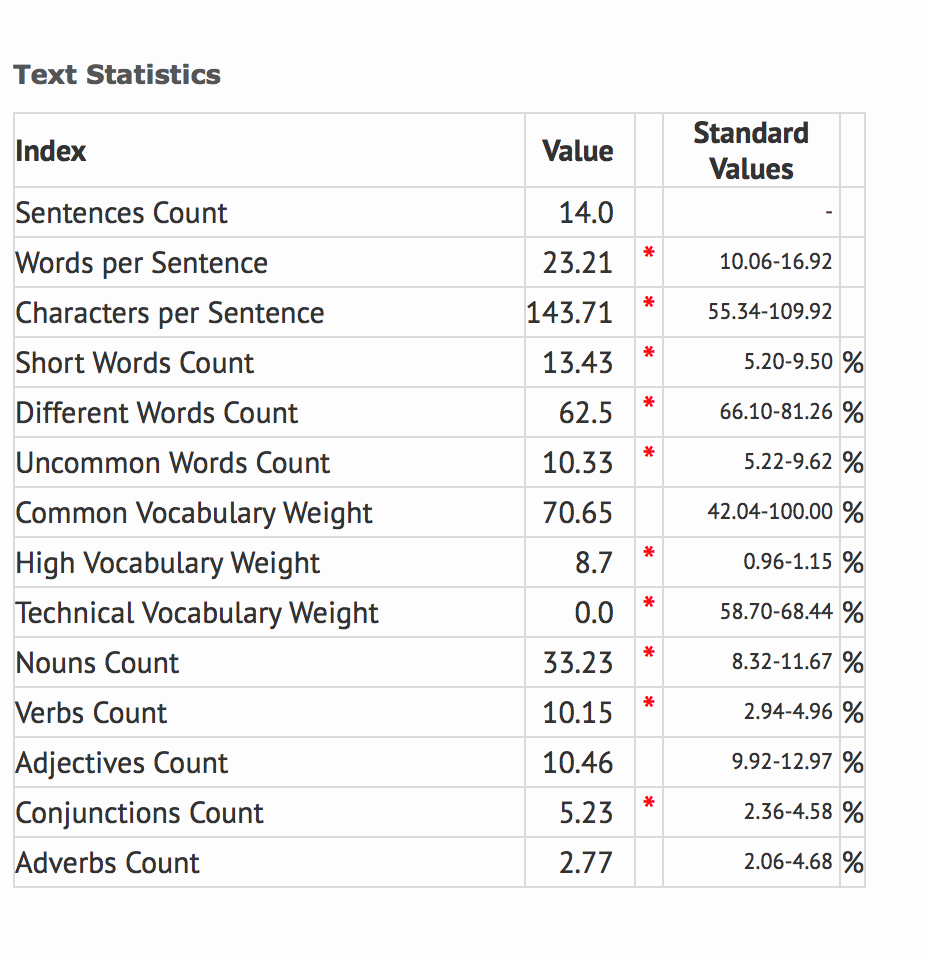 Text Statistics
Index Value Standard Values
Sentences Count 14.0 -
Words per Sentence 23.21 * 10.06-16.92
Characters per Sentence 143.71 * 55.34-109.92
Short Words Count 13.43 * 5.20-9.50 %
Different Words Count 62.5 * 66.10-81.26 %
Uncommon Words Count 10.33 * 5.22-9.62 %
Common Vocabulary Weight 70.65 42.04-100.00 %
High Vocabulary Weight 8.7 * 0.96-1.15 %
Technical Vocabulary Weight 0.0 * 58.70-68.44 %
Nouns Count 33.23 * 8.32-11.67 %
Verbs Count 10.15 * 2.94-4.96 %
Adjectives Count 10.46 9.92-12.97 %
Conjunctions Count 5.23 * 2.36-4.58 %
Adverbs Count 2.77 2.06-4.68 %